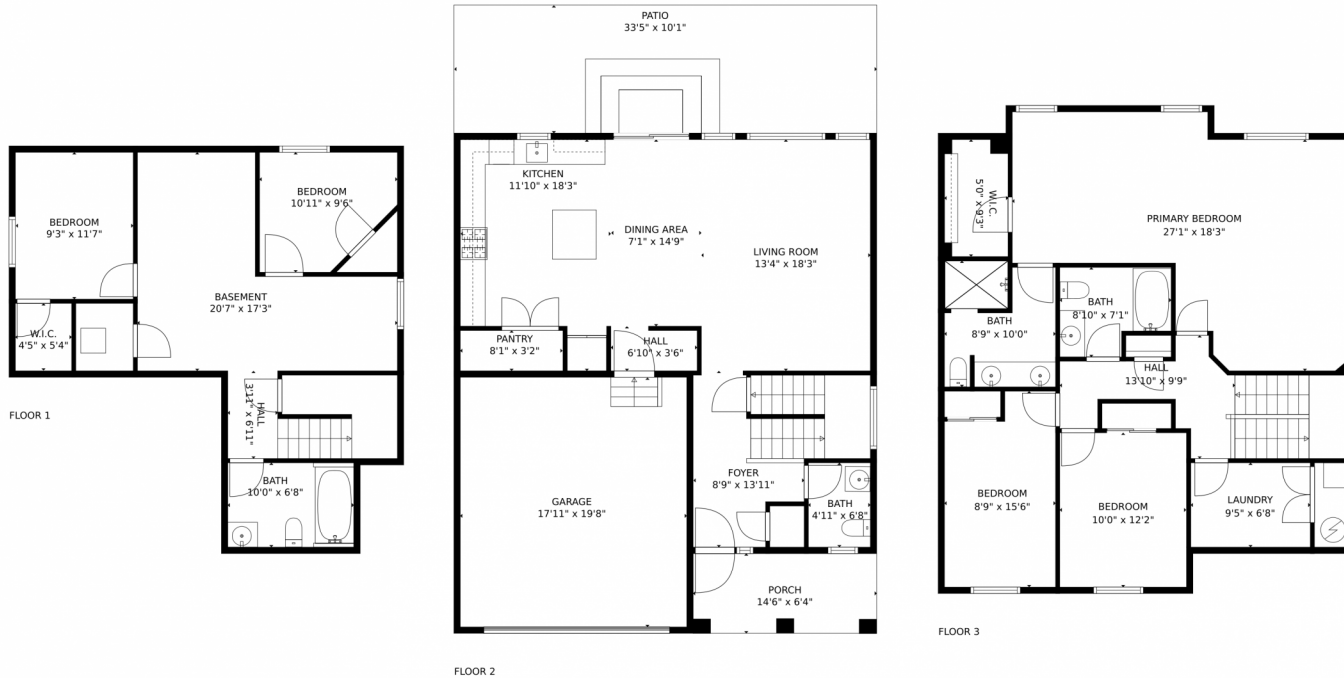 BEDROOM
9'3" x 11'7"
BEDROOM
10'11" x 9'6"
BASEMENT
20'7" x 17'3"
W.I.C.
4'5" x 5'4"
HALL
3'11" x 6'11"
BATH
10'0" x 6'8"
FLOOR 1
PATIO
33'5" x 10'1"
KITCHEN
11'10" x 18'3"
DINING AREA
7'1" x 14'9"
LIVING ROOM
13'4" x 18'3"
PANTRY
8'1" x 3'2"
HALL
6'10" x 3'6"
FOYER
8'9" x 13'11"
BATH
4'11" x 6'8"
GARAGE
17'11" x 19'8"
PORCH
14'6" x 6'4"
FLOOR 2
W.I.C.
5'0" x 9'3"
PRIMARY BEDROOM
27'1" x 18'3"
BATH
8'10" x 7'1"
BATH
8'9" x 10'0"
HALL
13'10" x 9'9"
BEDROOM
8'9" x 15'6"
BEDROOM
10'0" x 12'2"
LAUNDRY
9'5" x 6'8"
FLOOR 3